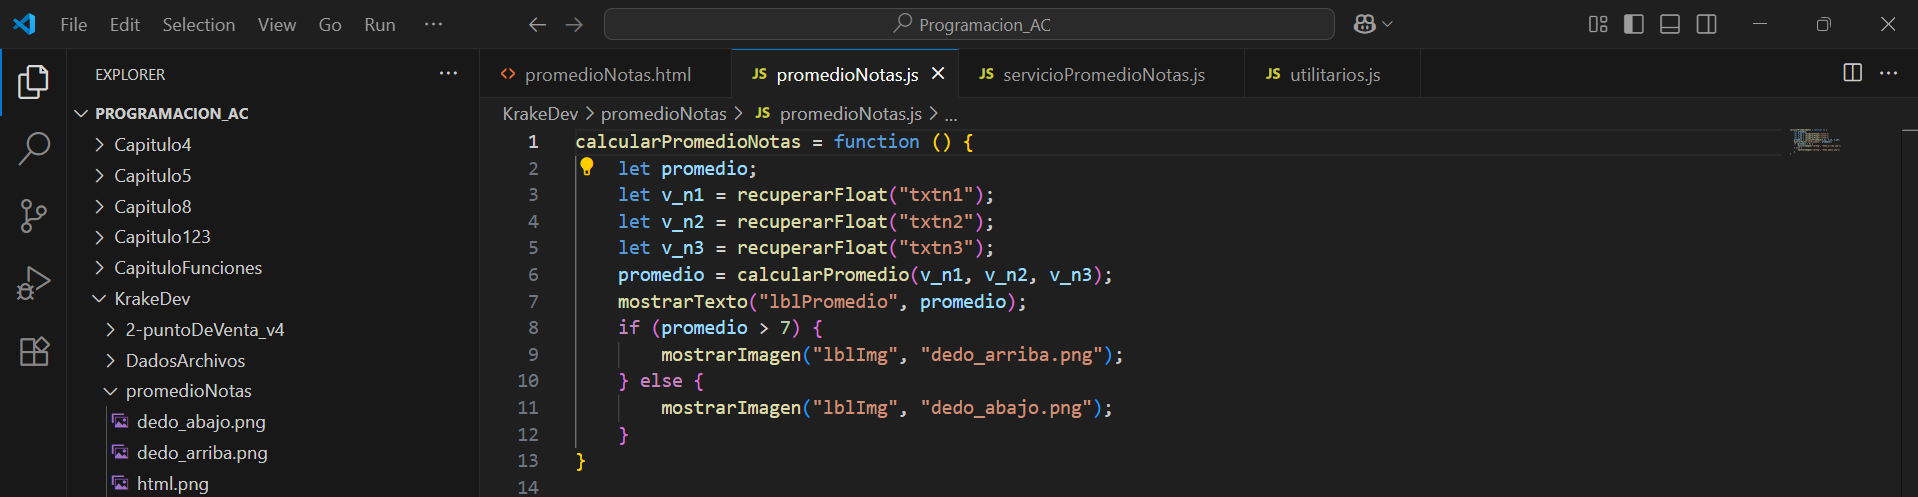 File Edit Selection View Go Run ··· Programacion_AC
EXPLORER ···
PROGRAMACION_AC
Capitulo4
Capitulo5
Capitulo8
Capitulo123
CapituloFunciones
KrakeDev
2-puntoDeVenta_v4
DadosArchivos
promedioNotas
dedo_abajo.png
dedo_arriba.png
html.png
promedioNotas.html JS promedioNotas.js JS servicioPromedioNotas.js JS utilitarios.js
KrakeDev > promedioNotas > JS promedioNotas.js > ...
1 calcularPromedioNotas = function () {
2 let promedio;
3 let v_n1 = recuperarFloat("txtn1");
4 let v_n2 = recuperarFloat("txtn2");
5 let v_n3 = recuperarFloat("txtn3");
6 promedio = calcularPromedio(v_n1, v_n2, v_n3);
7 mostrarTexto("lblPromedio", promedio);
8 if (promedio > 7) {
9 mostrarImagen("lblImg", "dedo_arriba.png");
10 } else {
11 mostrarImagen("lblImg", "dedo_abajo.png");
12 }
13 }
14